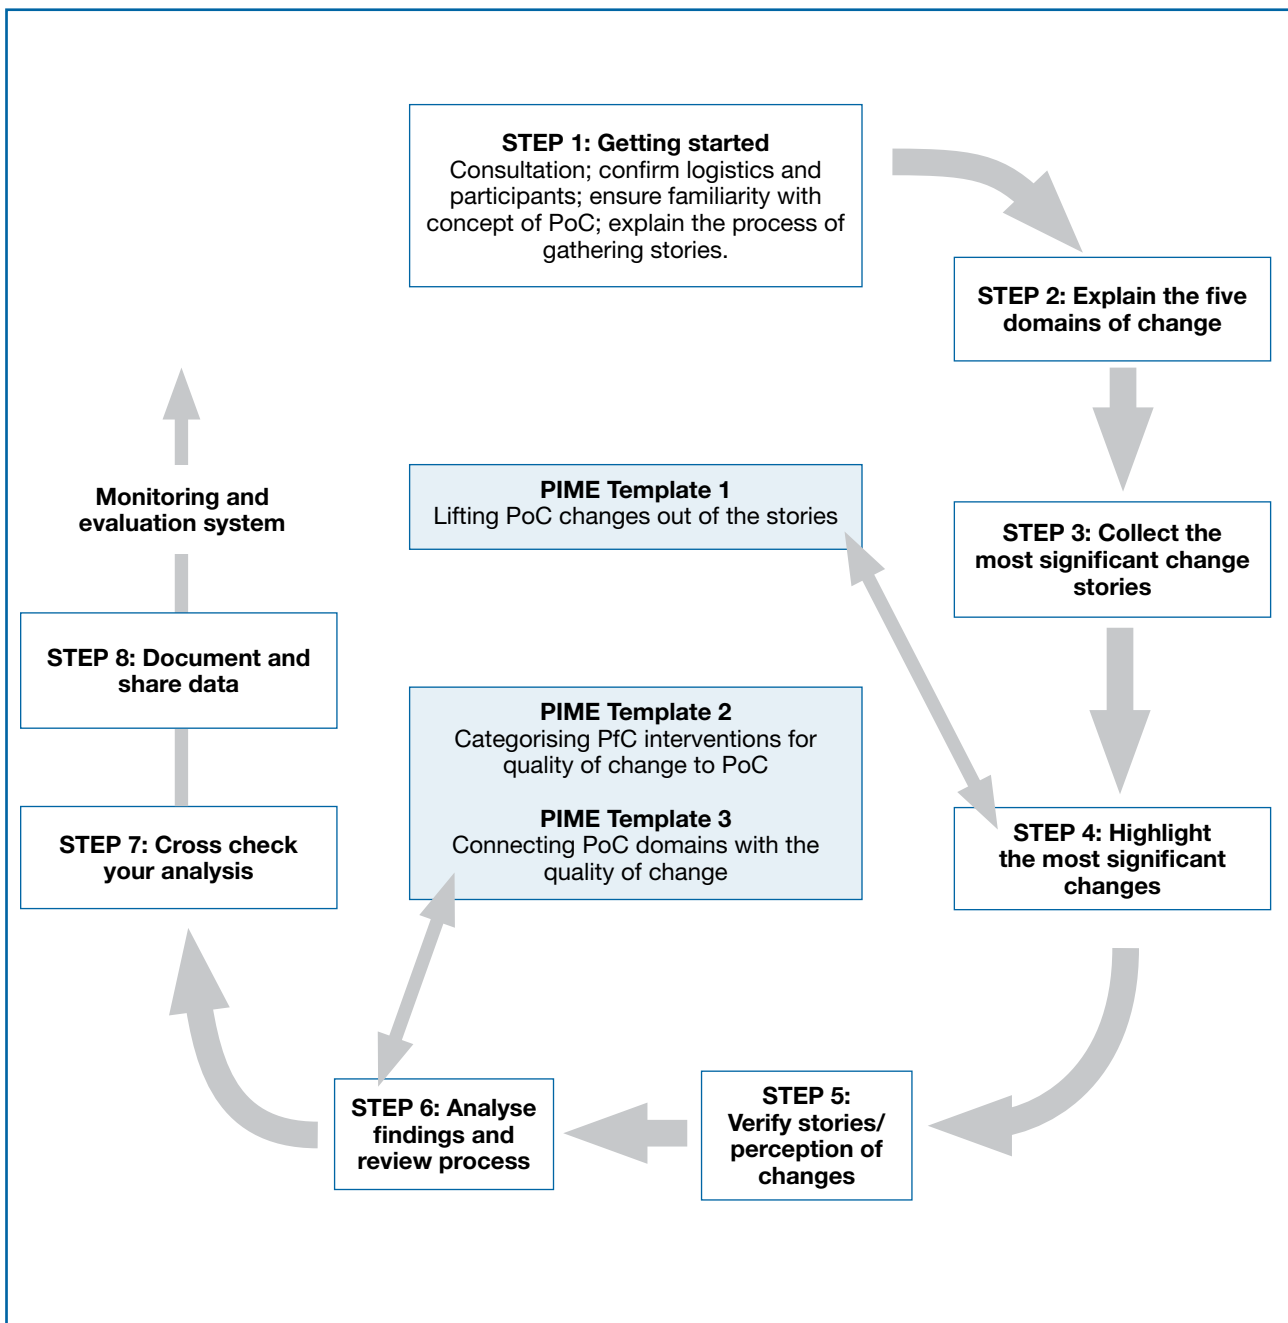 STEP 1: Getting started
Consultation; confirm logistics and
participants; ensure familiarity with
concept of PoC; explain the process of
gathering stories.
STEP 2: Explain the five
domains of change
STEP 3: Collect the
most significant change
stories
STEP 4: Highlight
the most significant
changes
PIME Template 1
Lifting PoC changes out of the stories
STEP 5:
Verify stories/
perception of
changes
STEP 6: Analyse
findings and
review process
PIME Template 2
Categorising PfC interventions for
quality of change to PoC
PIME Template 3
Connecting PoC domains with the
quality of change
STEP 7: Cross check
your analysis
STEP 8: Document and
share data
Monitoring and
evaluation system